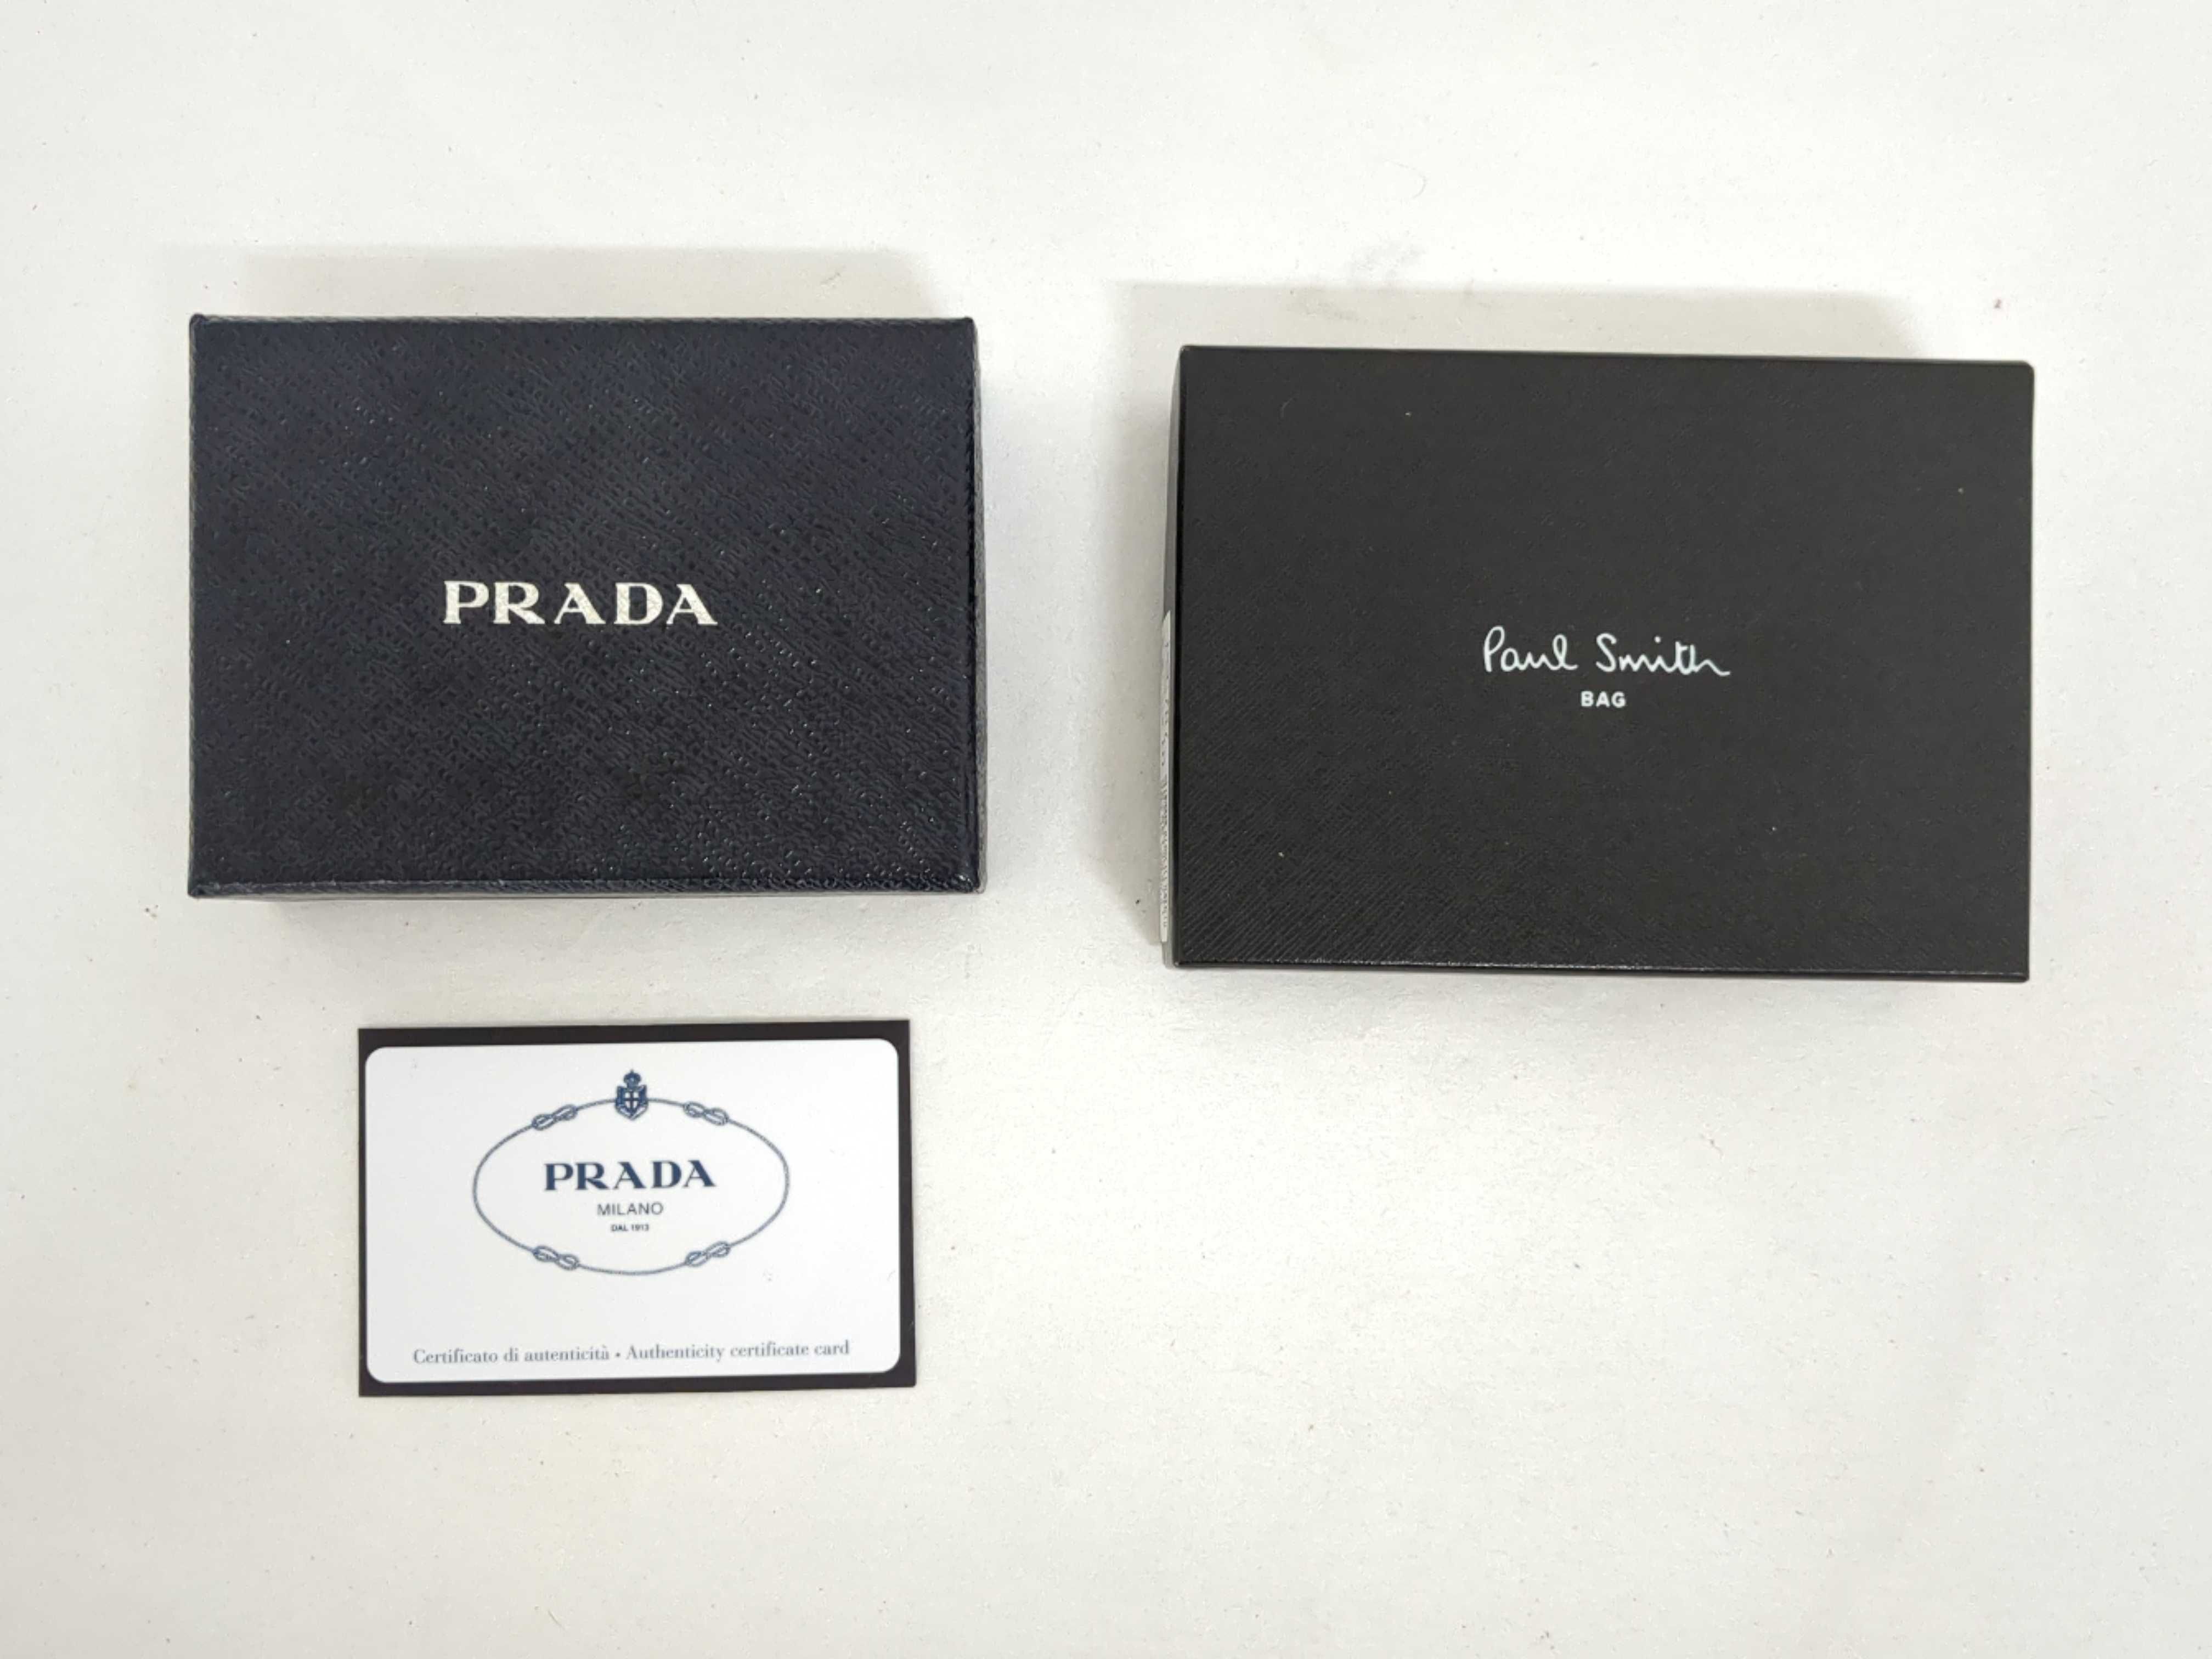 PRADA
Paul Smith
BAG
PRADA
MILANO
DAL 1913
Certificato di autenticità • Authenticity certificate card